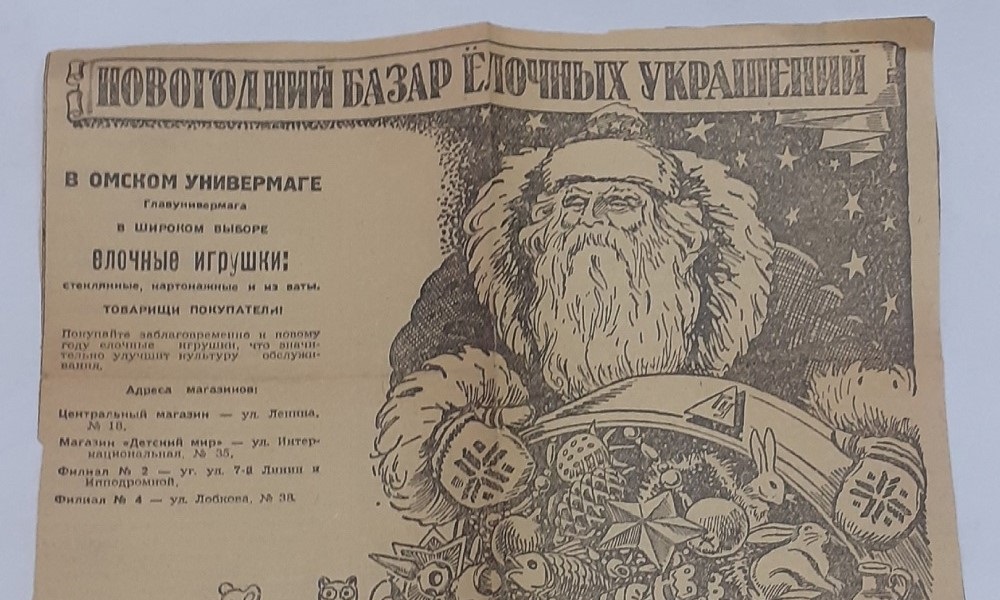 НОВОГОДНИЙ БАЗАР ЁЛОЧНЫХ УКРАШЕНИЙ
В ОМСКОМ УНИВЕРМАГЕ
Главунивермага
В ШИРОКОМ ВЫБОРЕ
елочные игрушки:
стеклянные, картонажные и из ваты.
ТОВАРИЩИ ПОКУПАТЕЛИ!
Покупайте заблаговременно к новому
году елочные игрушки, что значи-
тельно улучшит культуру обслужи-
вания.
Адреса магазинов:
Центральный магазин — ул. Ленина,
№ 18.
Магазин «Детский мир» — ул. Интер-
национальная, № 35.
Филиал № 2 — уг. ул. 7-й Линии и
Ипподромной.
Филиал № 4 — ул. Лобкова, № 38.